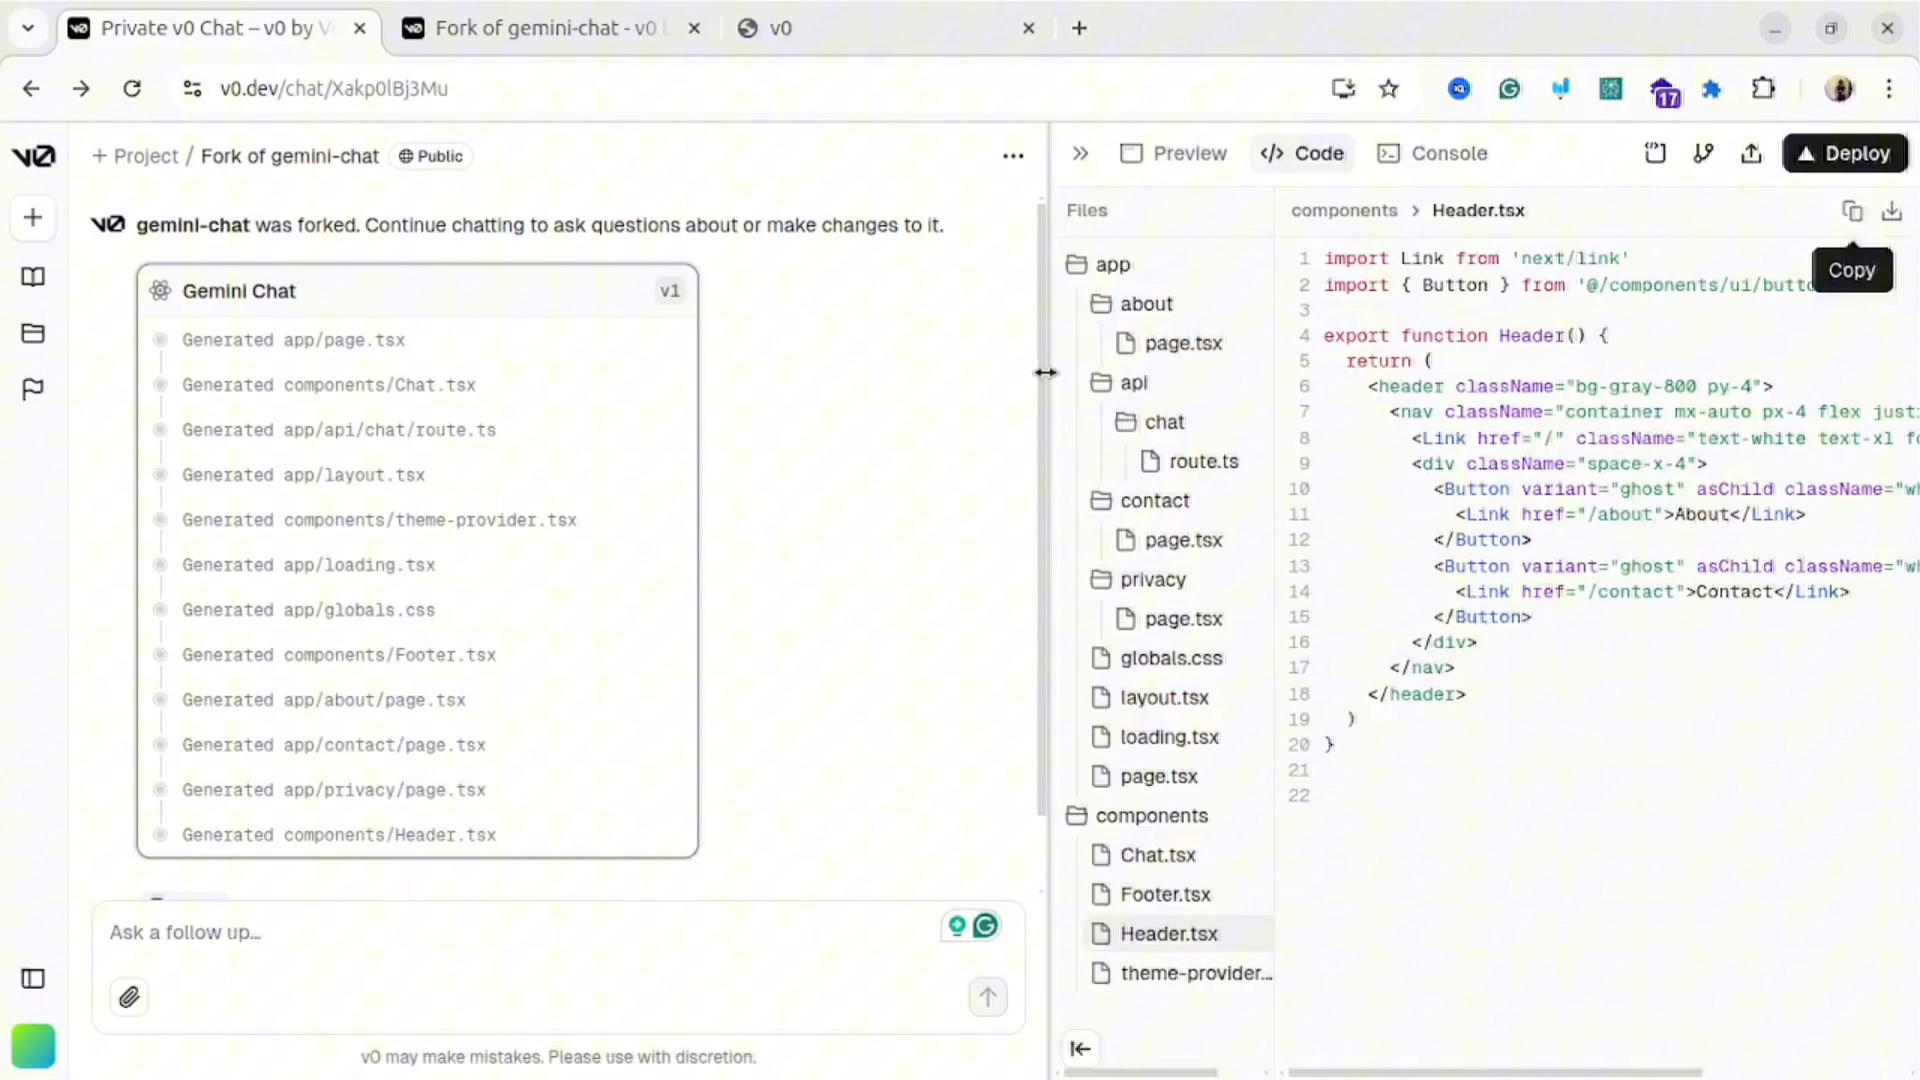 Private v0 Chat – v0 by V
Fork of gemini-chat - v0 b
v0
v0.dev/chat/Xakp0lBj3Mu
17
+ Project / Fork of gemini-chat
Public
Preview
Code
Console
Deploy
gemini-chat was forked. Continue chatting to ask questions about or make changes to it.
Gemini Chat
v1
Generated app/page.tsx
Generated components/Chat.tsx
Generated app/api/chat/route.ts
Generated app/layout.tsx
Generated components/theme-provider.tsx
Generated app/loading.tsx
Generated app/globals.css
Generated components/Footer.tsx
Generated app/about/page.tsx
Generated app/contact/page.tsx
Generated app/privacy/page.tsx
Generated components/Header.tsx
Ask a follow up…
v0 may make mistakes. Please use with discretion.
Files
app
about
page.tsx
api
chat
route.ts
contact
page.tsx
privacy
page.tsx
globals.css
layout.tsx
loading.tsx
page.tsx
components
Chat.tsx
Footer.tsx
Header.tsx
theme-provider...
components > Header.tsx
Copy
1 import Link from 'next/link'
2 import { Button } from '@/components/ui/butto
3
4 export function Header() {
5 return (
6 <header className="bg-gray-800 py-4">
7 <nav className="container mx-auto px-4 flex justi
8 <Link href="/" className="text-white text-xl fo
9 <div className="space-x-4">
10 <Button variant="ghost" asChild className="wh
11 <Link href="/about">About</Link>
12 </Button>
13 <Button variant="ghost" asChild className="wh
14 <Link href="/contact">Contact</Link>
15 </Button>
16 </div>
17 </nav>
18 </header>
19 )
20 }
21
22